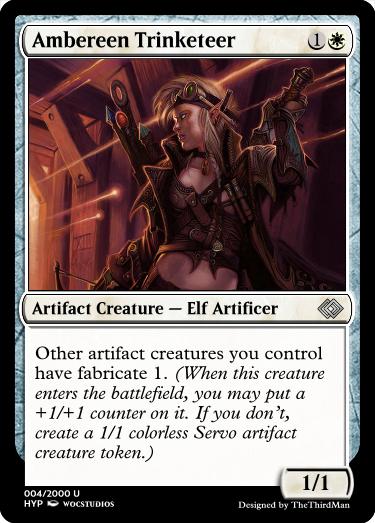 Ambereen Trinketeer 1
Artifact Creature — Elf Artificer
Other artifact creatures you control
have fabricate 1. (When this creature
enters the battlefield, you may put a
+1/+1 counter on it. If you don't,
create a 1/1 colorless Servo artifact
creature token.)
1/1
004/2000 U
HYP WOCSTUDIOS
Designed by TheThirdMan